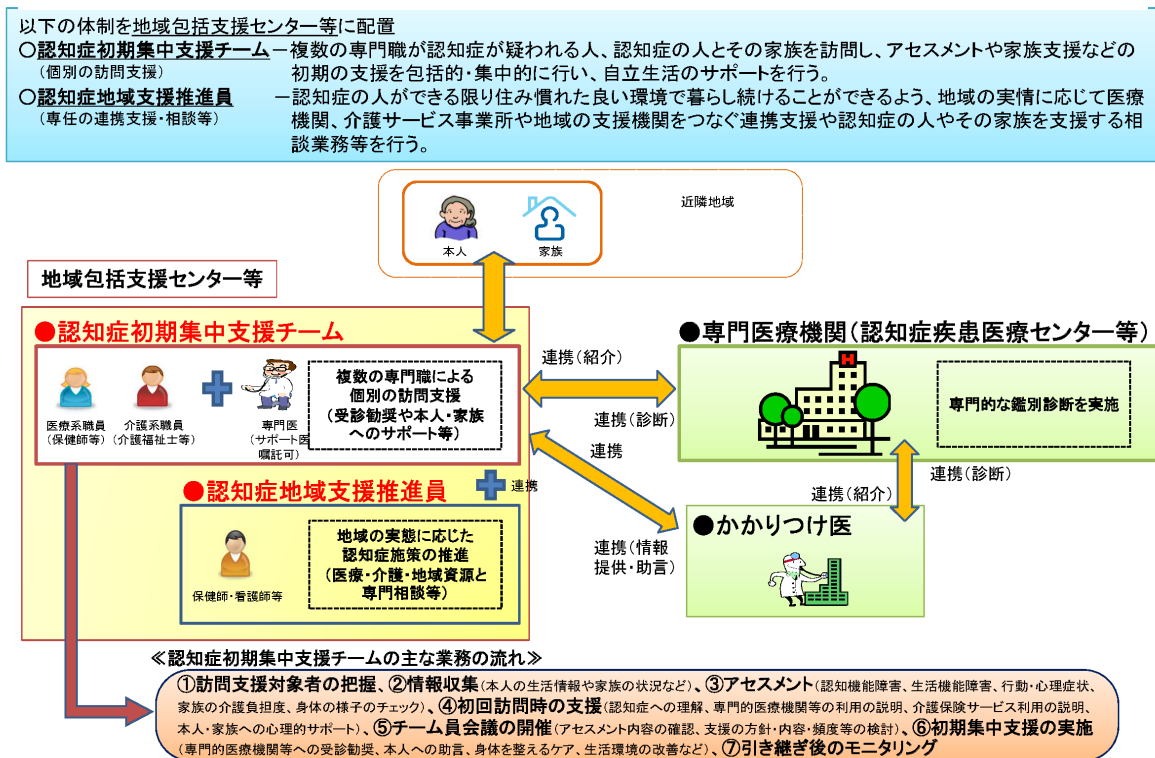 以下の体制を地域包括支援センター等に配置
○認知症初期集中支援チーム－複数の専門職が認知症が疑われる人、認知症の人とその家族を訪問し、アセスメントや家族支援などの
（個別の訪問支援）　初期の支援を包括的・集中的に行い、自立生活のサポートを行う。
○認知症地域支援推進員　－認知症の人ができる限り住み慣れた良い環境で暮らし続けることができるよう、地域の実情に応じて医療
（専任の連携支援・相談等）　機関、介護サービス事業所や地域の支援機関をつなぐ連携支援や認知症の人やその家族を支援する相
談業務等を行う。
近隣地域
本人　家族
地域包括支援センター等
●認知症初期集中支援チーム
医療系職員
（保健師等）
介護系職員
（介護福祉士等）
専門医
（サポート医
嘱託可）
複数の専門職による
個別の訪問支援
（受診勧奨や本人・家族
へのサポート等）
連携
●認知症地域支援推進員
保健師・看護師等
地域の実態に応じた
認知症施策の推進
（医療・介護・地域資源と
専門相談等）
連携（紹介）
連携（診断）
連携
連携（情報
提供・助言）
●専門医療機関（認知症疾患医療センター等）
H
専門的な鑑別診断を実施
連携（紹介）
連携（診断）
●かかりつけ医
≪認知症初期集中支援チームの主な業務の流れ≫
①訪問支援対象者の把握、②情報収集（本人の生活情報や家族の状況など）、③アセスメント（認知機能障害、生活機能障害、行動・心理症状、
家族の介護負担度、身体の様子のチェック）、④初回訪問時の支援（認知症への理解、専門的医療機関等の利用の説明、介護保険サービス利用の説明、
本人・家族への心理的サポート）、⑤チーム員会議の開催（アセスメント内容の確認、支援の方針・内容・頻度等の検討）、⑥初期集中支援の実施
（専門的医療機関等への受診勧奨、本人への助言、身体を整えるケア、生活環境の改善など）、⑦引き継ぎ後のモニタリング